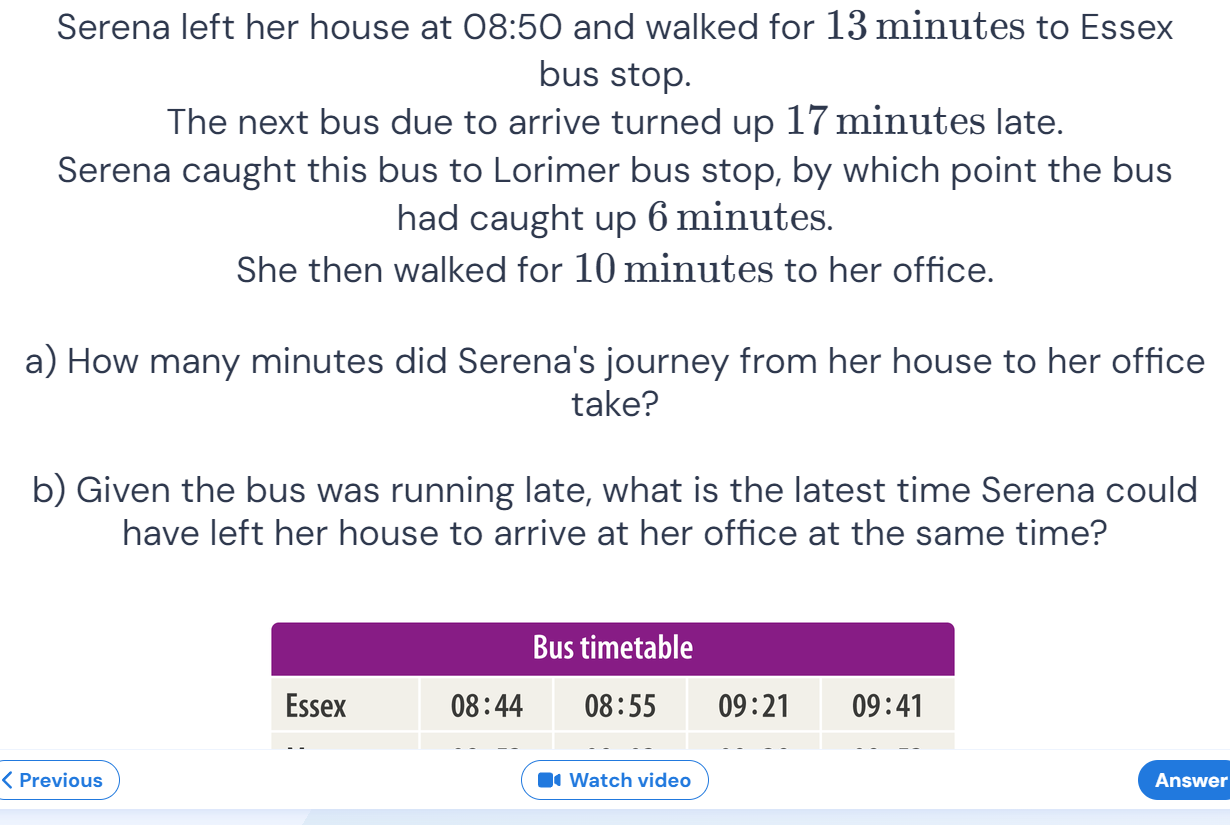 Serena left her house at 08:50 and walked for 13 minutes to Essex
bus stop.
The next bus due to arrive turned up 17 minutes late.
Serena caught this bus to Lorimer bus stop, by which point the bus
had caught up 6 minutes.
She then walked for 10 minutes to her office.
a) How many minutes did Serena's journey from her house to her office
take?
b) Given the bus was running late, what is the latest time Serena could
have left her house to arrive at her office at the same time?
Bus timetable
Essex 08:44 08:55 09:21 09:41
Previous Watch video Answer